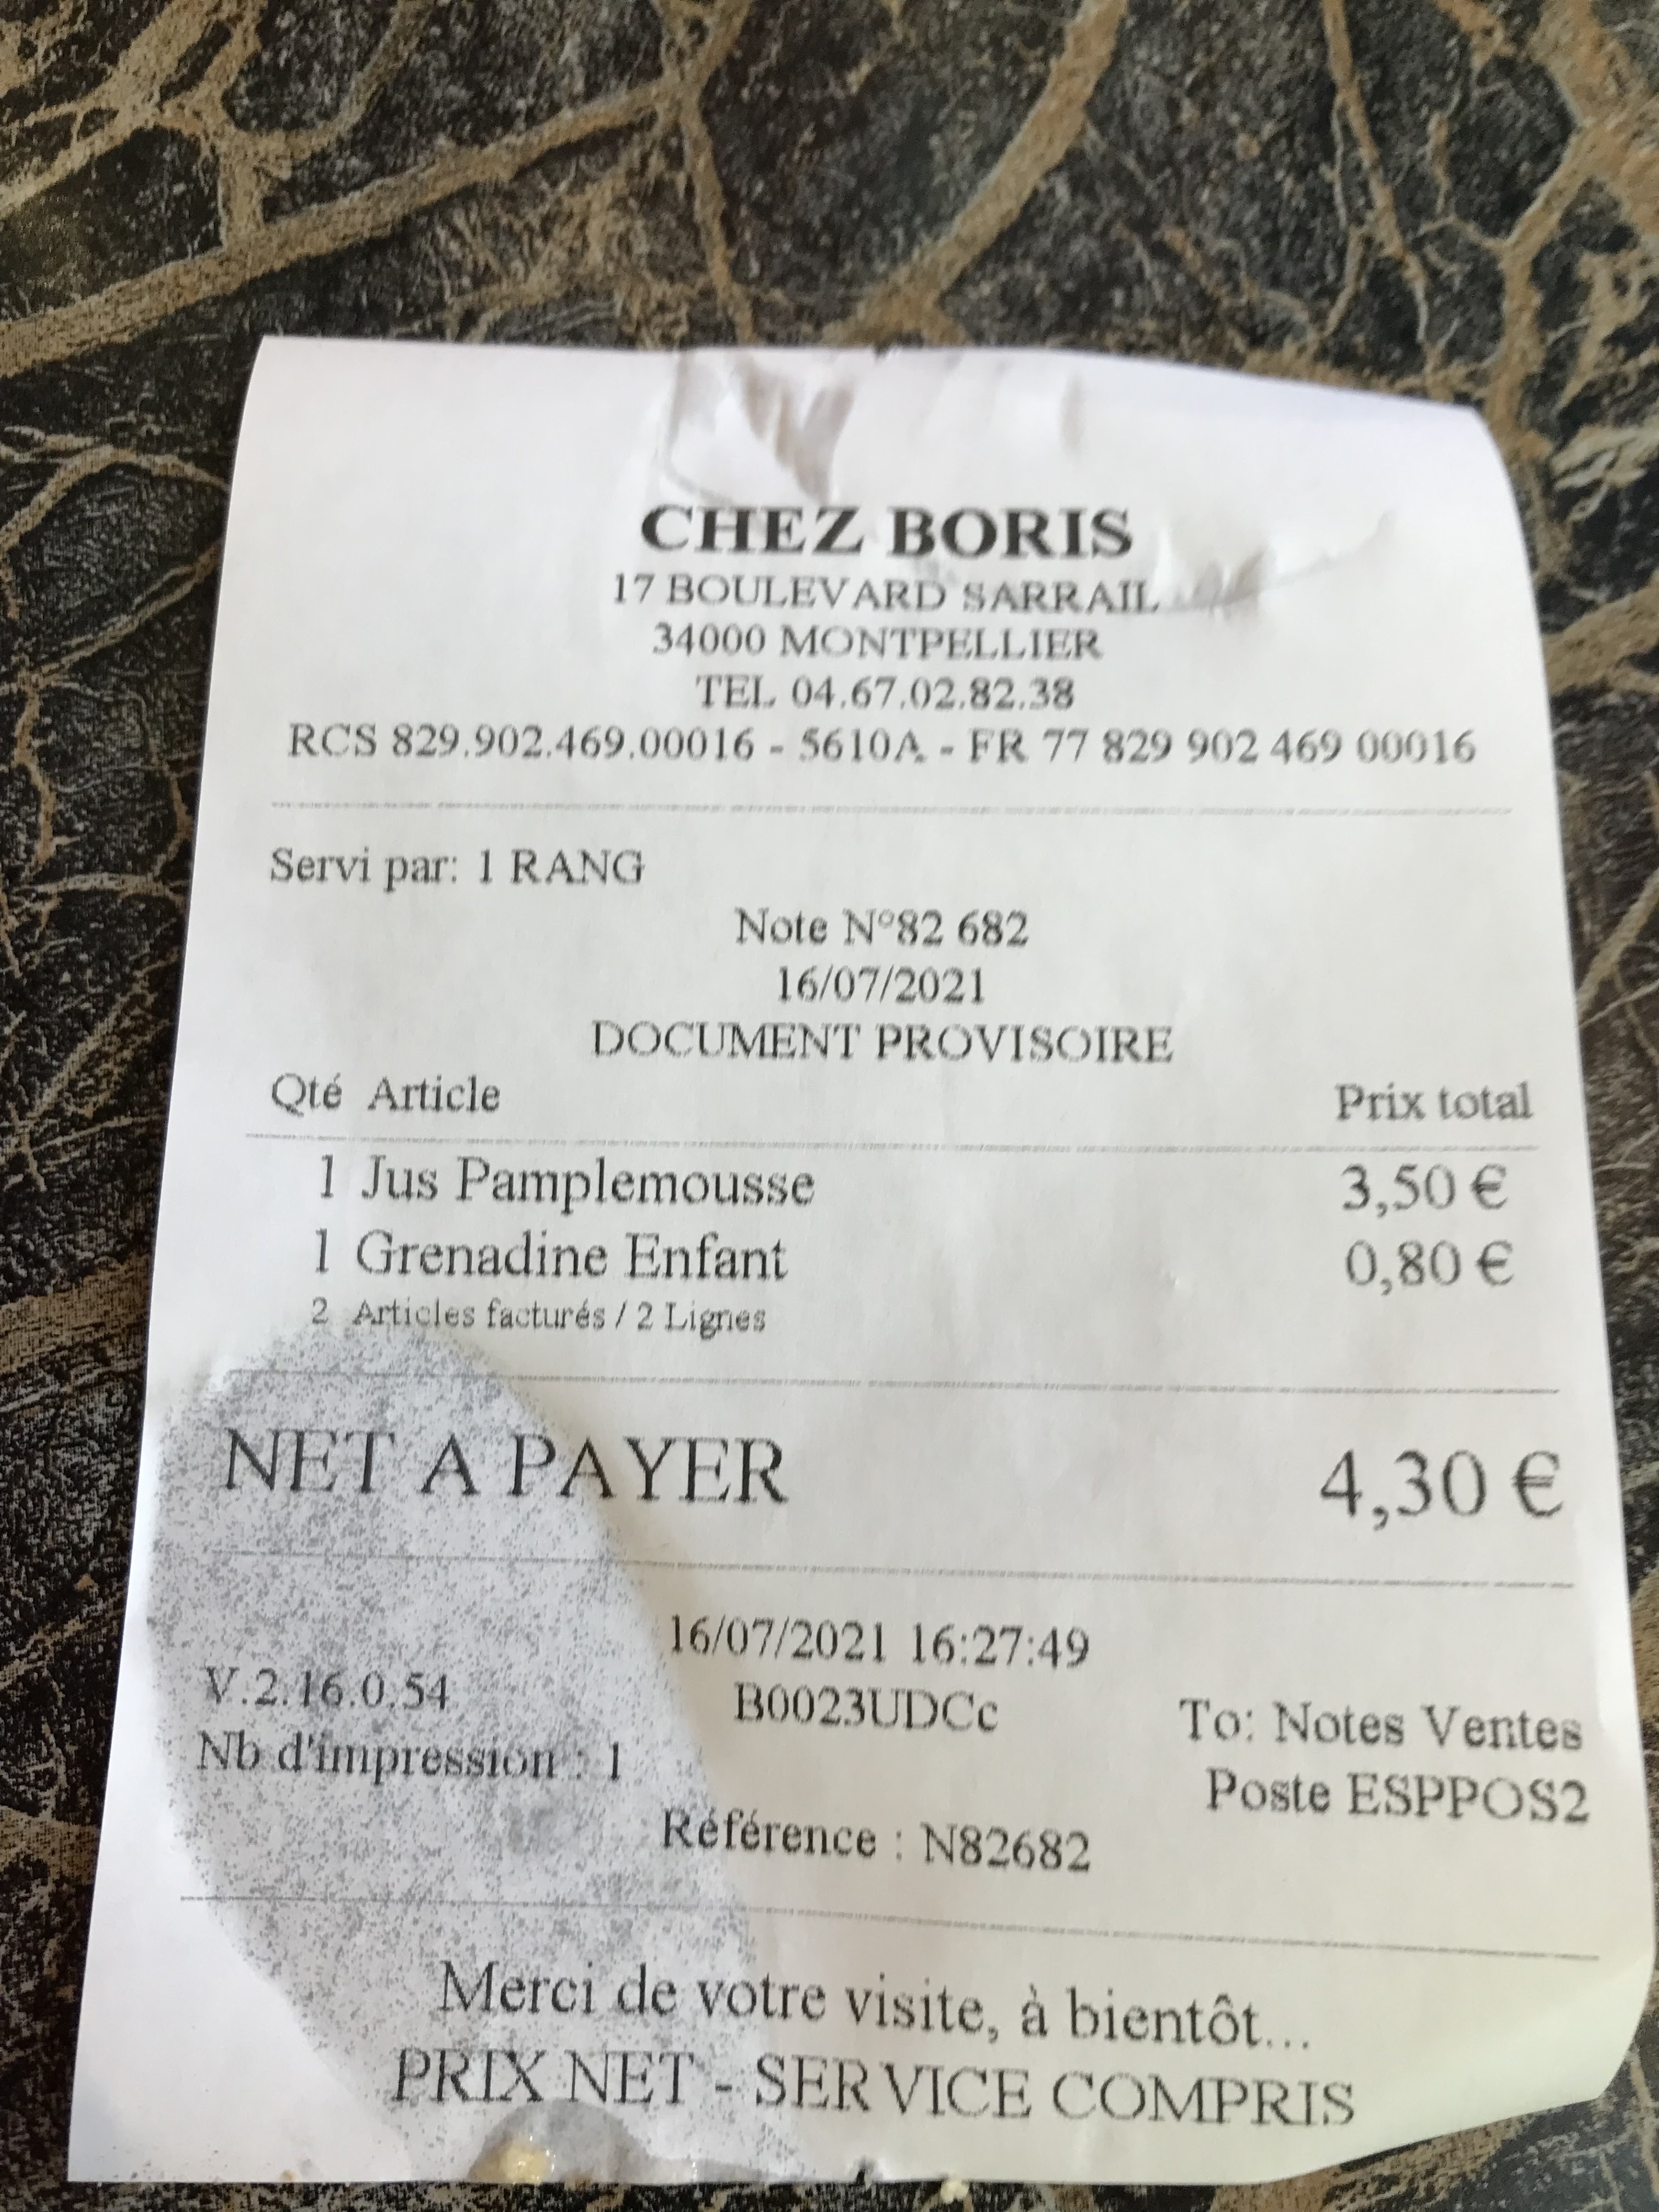 CHEZ BORIS
17 BOULEVARD SARRAIL
34000 MONTPELLIER
TEL 04.67.02.82.38
RCS 829.902.469.00016 - 5610A - FR 77 829 902 469 00016
Servi par: 1 RANG
Note N°82 682
16/07/2021
DOCUMENT PROVISOIRE
Qté Article Prix total
1 Jus Pamplemousse 3,50 €
1 Grenadine Enfant 0,80 €
2 Articles facturés / 2 Lignes
NET A PAYER 4,30 €
16/07/2021 16:27:49
V.2.16.0.54 B0023UDCc To: Notes Ventes
Nb d'impression : 1 Poste ESPPOS2
Référence : N82682
Merci de votre visite, à bientôt...
PRIX NET - SERVICE COMPRIS